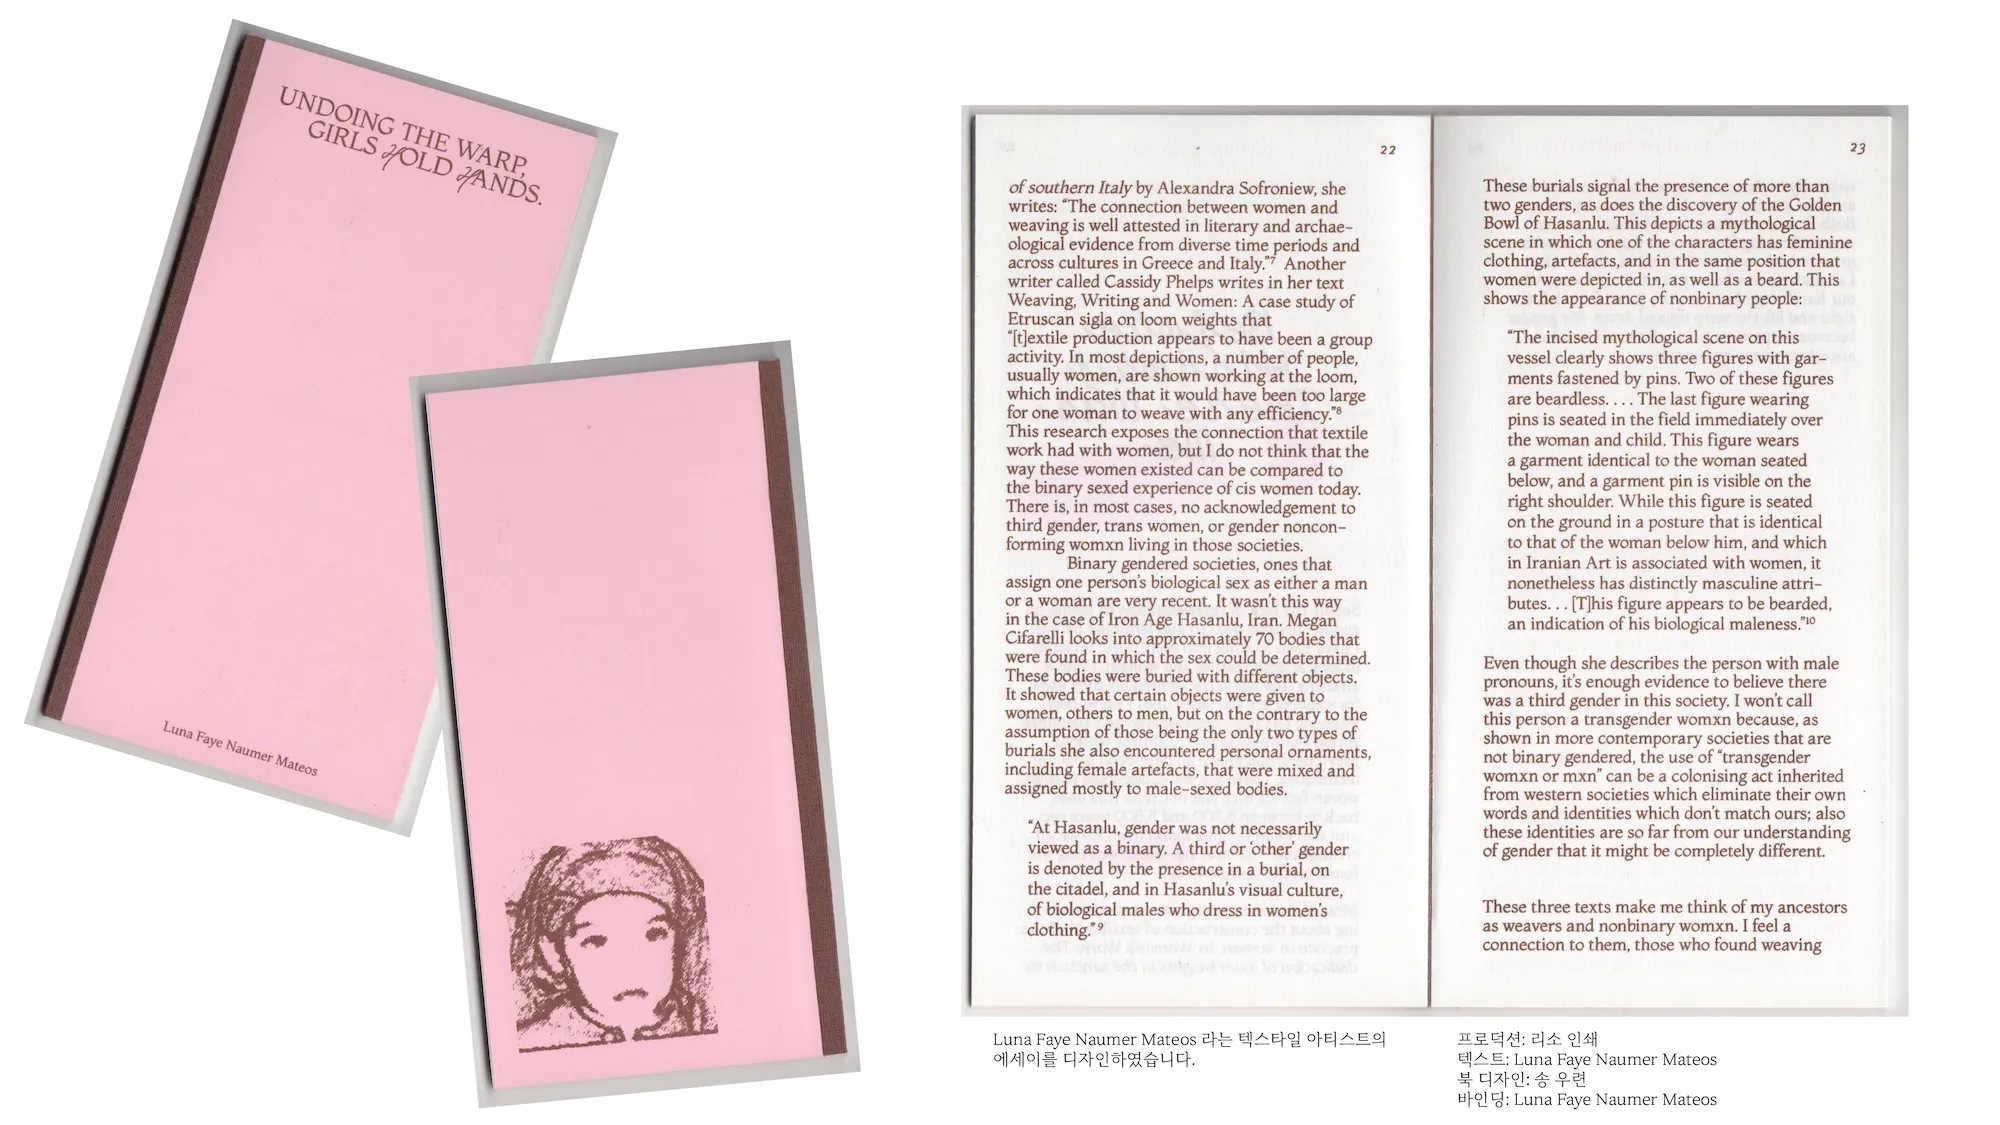 UNDOING THE WARP,
GIRLS HOLD HANDS.
Luna Faye Naumer Mateos
22
of southern Italy by Alexandra Sofroniew, she
writes: “The connection between women and
weaving is well attested in literary and archae-
ological evidence from diverse time periods and
across cultures in Greece and Italy.”7 Another
writer called Cassidy Phelps writes in her text
Weaving, Writing and Women: A case study of
Etruscan sigla on loom weights that
“[t]extile production appears to have been a group
activity. In most depictions, a number of people,
usually women, are shown working at the loom,
which indicates that it would have been too large
for one woman to weave with any efficiency.”8
This research exposes the connection that textile
work had with women, but I do not think that the
way these women existed can be compared to
the binary sexed experience of cis women today.
There is, in most cases, no acknowledgement to
third gender, trans women, or gender noncon-
forming womxn living in those societies.
Binary gendered societies, ones that
assign one person’s biological sex as either a man
or a woman are very recent. It wasn’t this way
in the case of Iron Age Hasanlu, Iran. Megan
Cifarelli looks into approximately 70 bodies that
were found in which the sex could be determined.
These bodies were buried with different objects.
It showed that certain objects were given to
women, others to men, but on the contrary to the
assumption of those being the only two types of
burials she also encountered personal ornaments,
including female artefacts, that were mixed and
assigned mostly to male-sexed bodies.
“At Hasanlu, gender was not necessarily
viewed as a binary. A third or ‘other’ gender
is denoted by the presence in a burial, on
the citadel, and in Hasanlu’s visual culture,
of biological males who dress in women’s
clothing.”9
23
These burials signal the presence of more than
two genders, as does the discovery of the Golden
Bowl of Hasanlu. This depicts a mythological
scene in which one of the characters has feminine
clothing, artefacts, and in the same position that
women were depicted in, as well as a beard. This
shows the appearance of nonbinary people:
“The incised mythological scene on this
vessel clearly shows three figures with gar-
ments fastened by pins. Two of these figures
are beardless. . . . The last figure wearing
pins is seated in the field immediately over
the woman and child. This figure wears
a garment identical to the woman seated
below, and a garment pin is visible on the
right shoulder. While this figure is seated
on the ground in a posture that is identical
to that of the woman below him, and which
in Iranian Art is associated with women, it
nonetheless has distinctly masculine attri-
butes. . . [T]his figure appears to be bearded,
an indication of his biological maleness.”10
Even though she describes the person with male
pronouns, it’s enough evidence to believe there
was a third gender in this society. I won’t call
this person a transgender womxn because, as
shown in more contemporary societies that are
not binary gendered, the use of “transgender
womxn or mxn” can be a colonising act inherited
from western societies which eliminate their own
words and identities which don’t match ours; also
these identities are so far from our understanding
of gender that it might be completely different.
These three texts make me think of my ancestors
as weavers and nonbinary womxn. I feel a
connection to them, those who found weaving
Luna Faye Naumer Mateos 라는 텍스타일 아티스트의
에세이를 디자인하였습니다.
프로덕션: 리소 인쇄
텍스트: Luna Faye Naumer Mateos
북 디자인: 송 우련
바인딩: Luna Faye Naumer Mateos